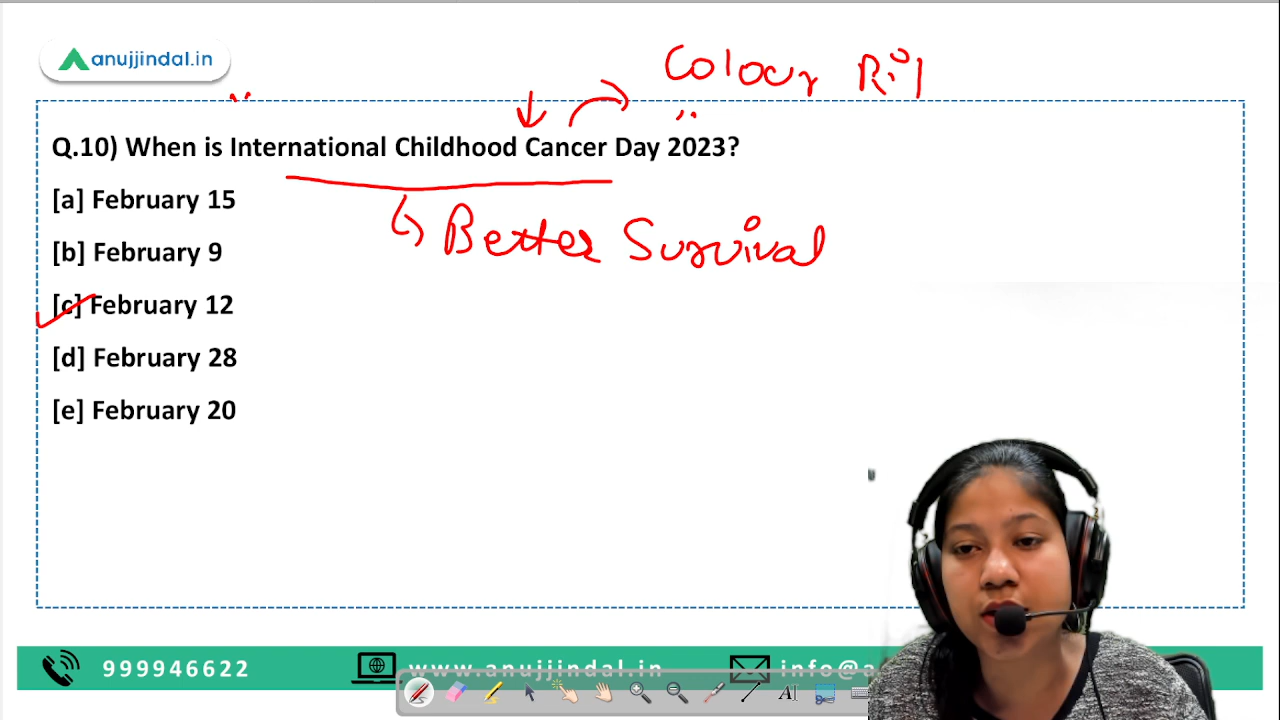 anujjindal.in
Colour
Q.10) When is International Childhood Cancer Day 2023?
[a] February 15
Better Survival
[b] February 9
[c] February 12
[d] February 28
[e] February 20
999946622 www.anujjindal.in info@a
AI